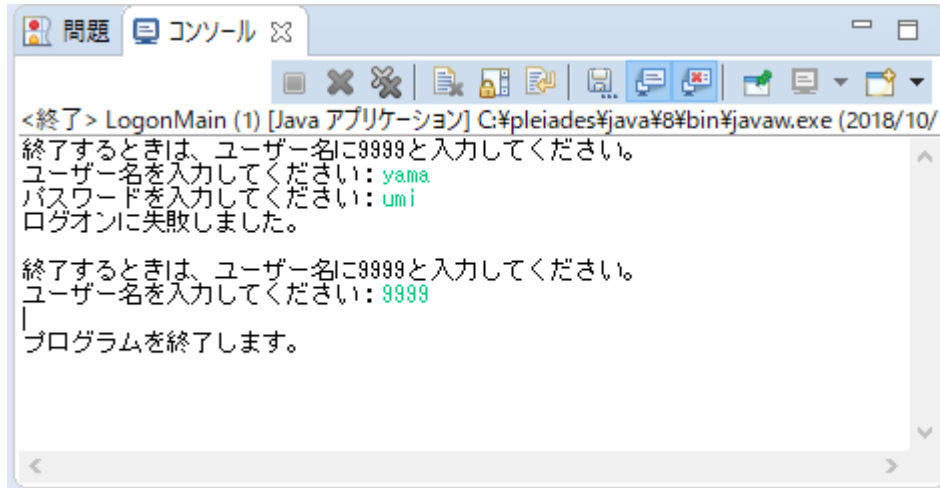 問題 コンソール
<終了> LogonMain (1) [Java アプリケーション] C:¥pleiades¥java¥8¥bin¥javaw.exe (2018/10/
終了するときは、ユーザー名に9999と入力してください。
ユーザー名を入力してください：yama
パスワードを入力してください：umi
ログオンに失敗しました。
終了するときは、ユーザー名に9999と入力してください。
ユーザー名を入力してください：9999
プログラムを終了します。